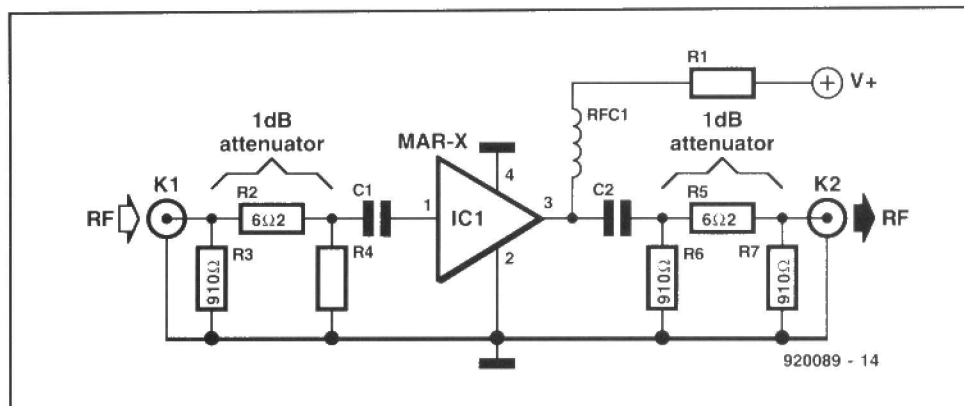 R1
V+
RFC1
1dB
attenuator
MAR-X
1dB
attenuator
K1
R2
C1
4
C2
R5
K2
RF
6Ω2
1
IC1
3
6Ω2
RF
R3
R4
2
R6
R7
910Ω
910Ω
910Ω
920089 - 14